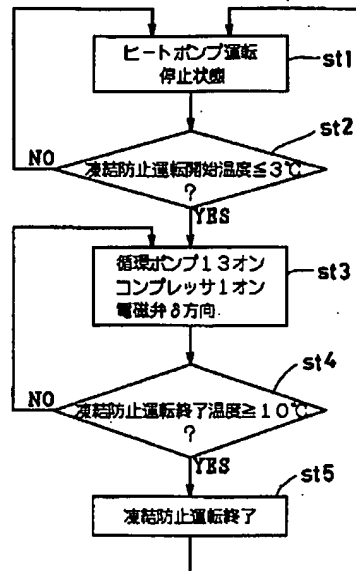 ヒートポンプ運転
停止状態
st1
st2
凍結防止運転開始温度≦3℃
?
NO
YES
循環ポンプ13オン
コンプレッサ1オン
電磁弁δ方向
st3
st4
凍結防止運転終了温度≧10℃
?
NO
YES
st5
凍結防止運転終了